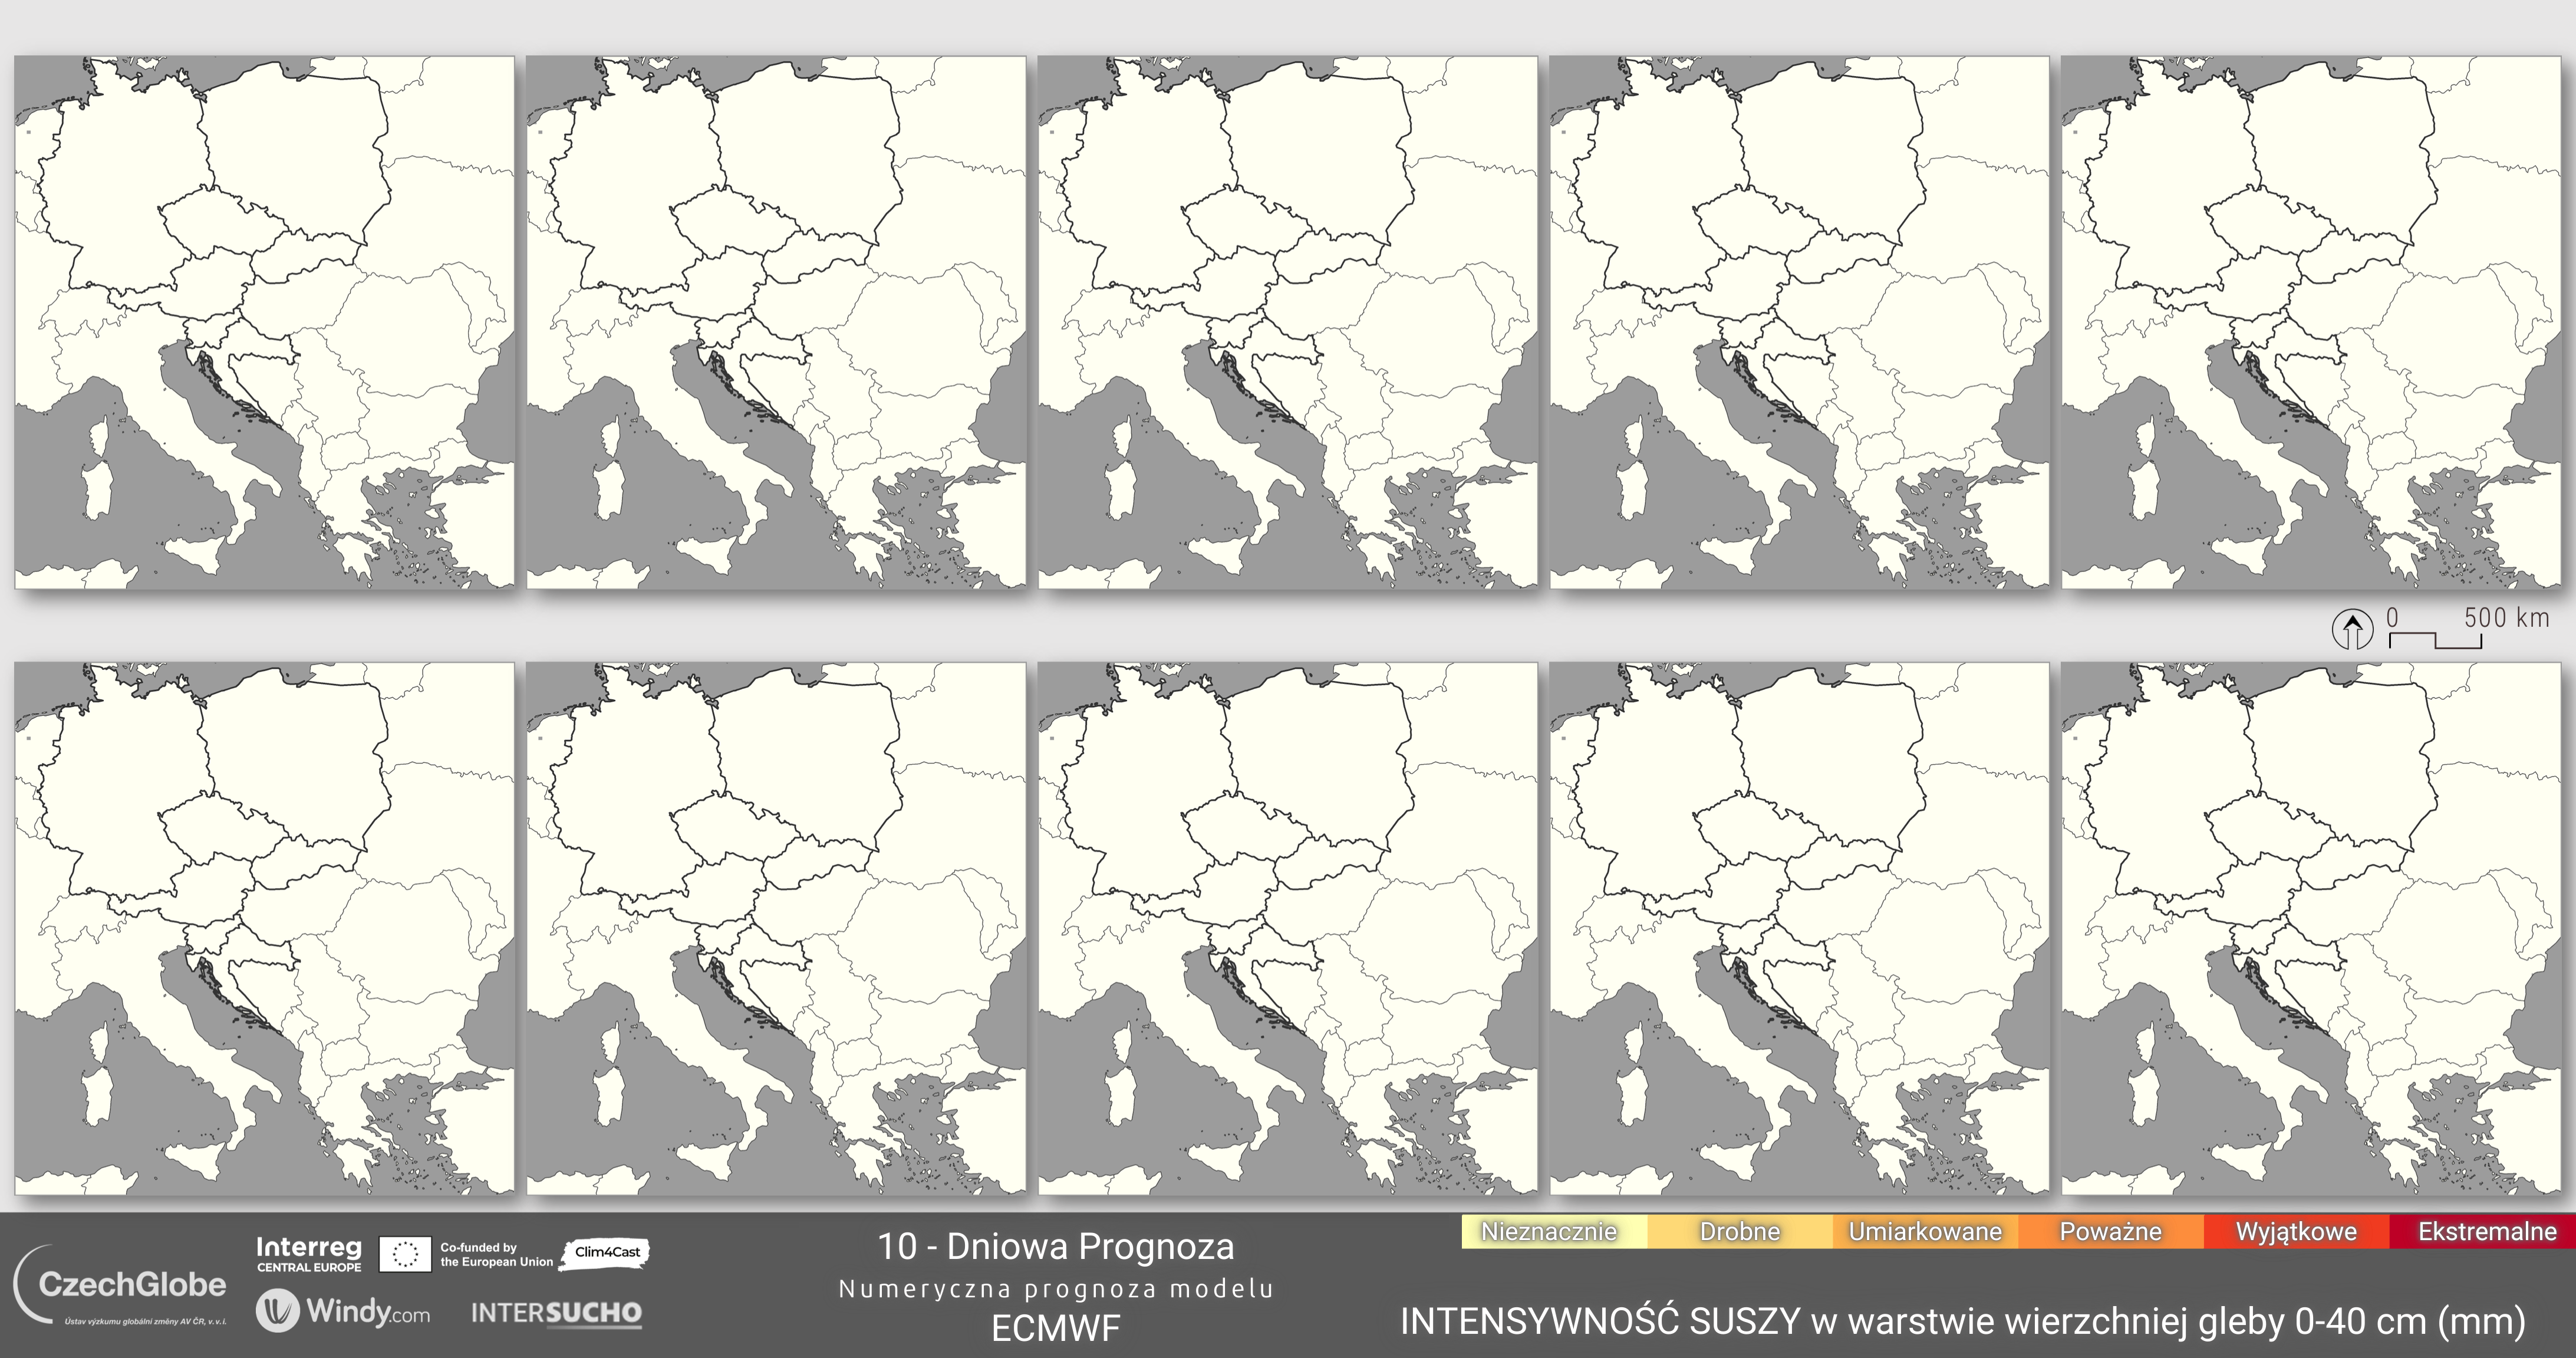 0 500 km
Nieznacznie Drobne Umiarkowane Poważne Wyjątkowe Ekstremalne
Interreg
CENTRAL EUROPE
Co-funded by
the European Union
Clim4Cast
CzechGlobe
Ústav výzkumu globální změny AV ČR, v. v. i.
Windy.com
INTERSUCHO
10 - Dniowa Prognoza
Numeryczna prognoza modelu
ECMWF
INTENSYWNOŚĆ SUSZY w warstwie wierzchniej gleby 0-40 cm (mm)